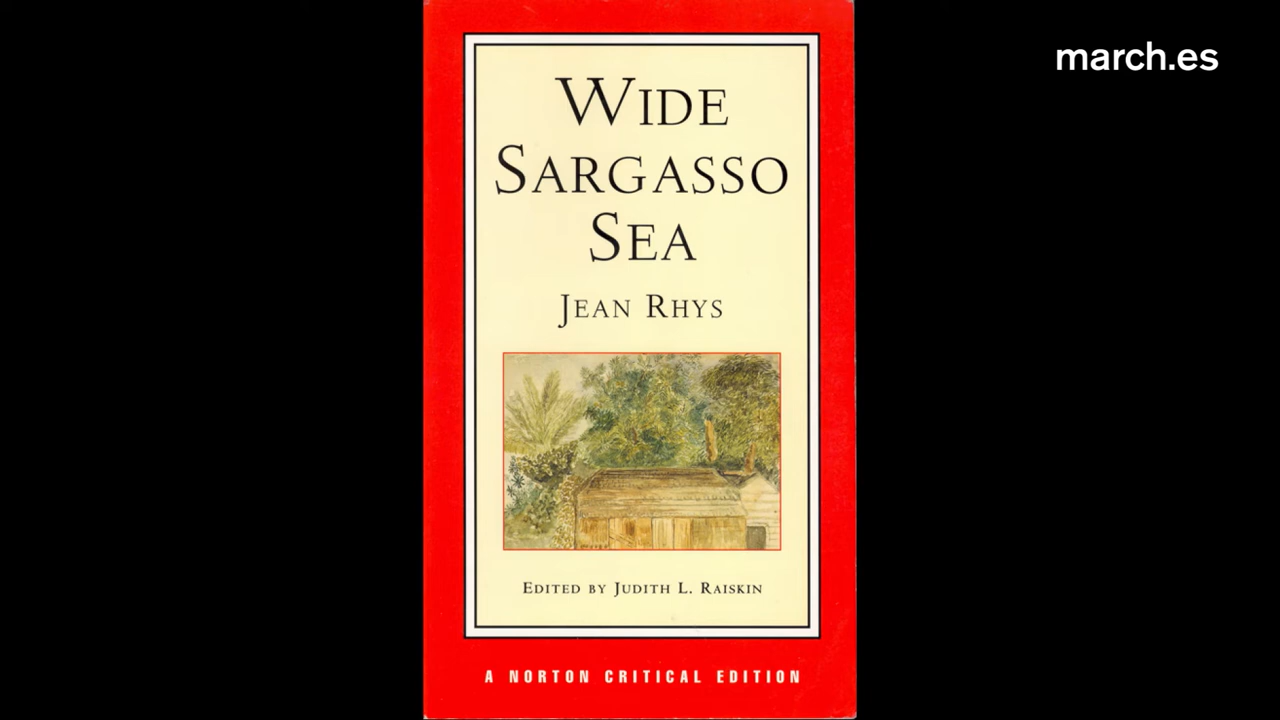 march.es
WIDE
SARGASSO
SEA
JEAN RHYS
EDITED BY JUDITH L. RAISKIN
A NORTON CRITICAL EDITION